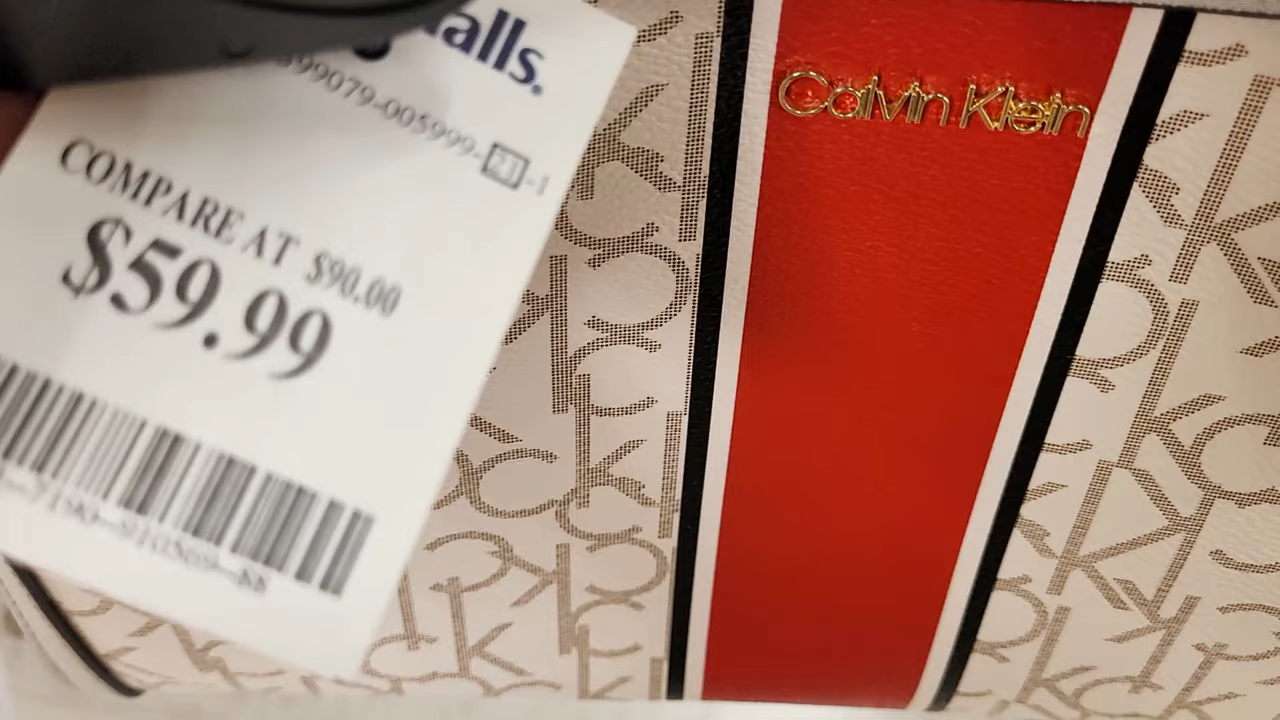 alls.
99079-005999-21-1
COMPARE AT $90.00
$59.99
Calvin Klein